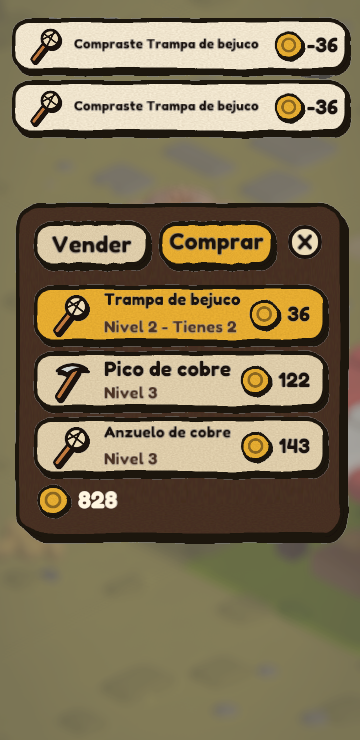 Compraste Trampa de bejuco -36
Compraste Trampa de bejuco -36
Vender Comprar
Trampa de bejuco 36
Nivel 2 - Tienes 2
Pico de cobre 122
Nivel 3
Anzuelo de cobre 143
Nivel 3
828